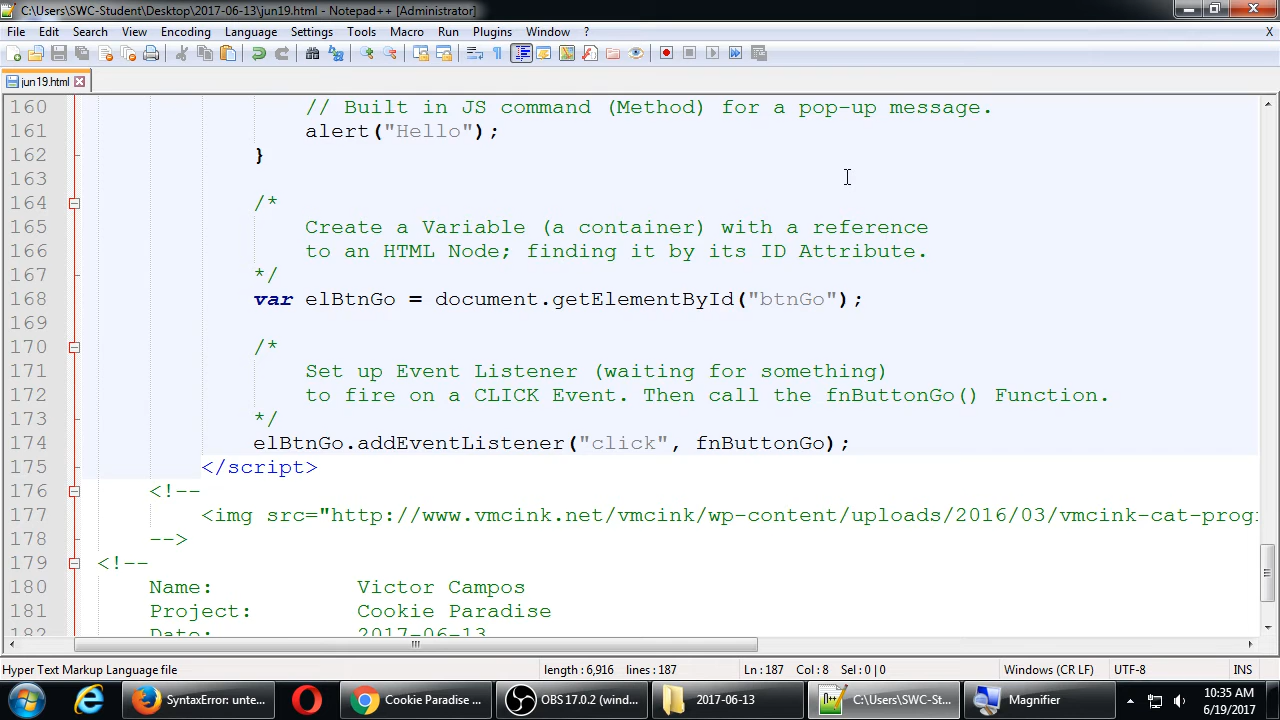 C:\Users\SWC-Student\Desktop\2017-06-13\jun19.html - Notepad++ [Administrator]
File Edit Search View Encoding Language Settings Tools Macro Run Plugins Window ? X
jun19.html
160 // Built in JS command (Method) for a pop-up message.
161 alert("Hello");
162 }
163
164 /*
165 Create a Variable (a container) with a reference
166 to an HTML Node; finding it by its ID Attribute.
167 */
168 var elBtnGo = document.getElementById("btnGo");
169
170 /*
171 Set up Event Listener (waiting for something)
172 to fire on a CLICK Event. Then call the fnButtonGo() Function.
173 */
174 elBtnGo.addEventListener("click", fnButtonGo);
175 </script>
176 <!--
177 <img src="http://www.vmcink.net/vmcink/wp-content/uploads/2016/03/vmcink-cat-prog
178 -->
179 <!--
180 Name: Victor Campos
181 Project: Cookie Paradise
182 Date: 2017-06-13
Hyper Text Markup Language file length : 6,916 lines : 187 Ln : 187 Col : 8 Sel : 0 | 0 Windows (CR LF) UTF-8 INS
SyntaxError: unte... Cookie Paradise ... OBS 17.0.2 (wind... 2017-06-13 C:\Users\SWC-St... Magnifier 10:35 AM
6/19/2017